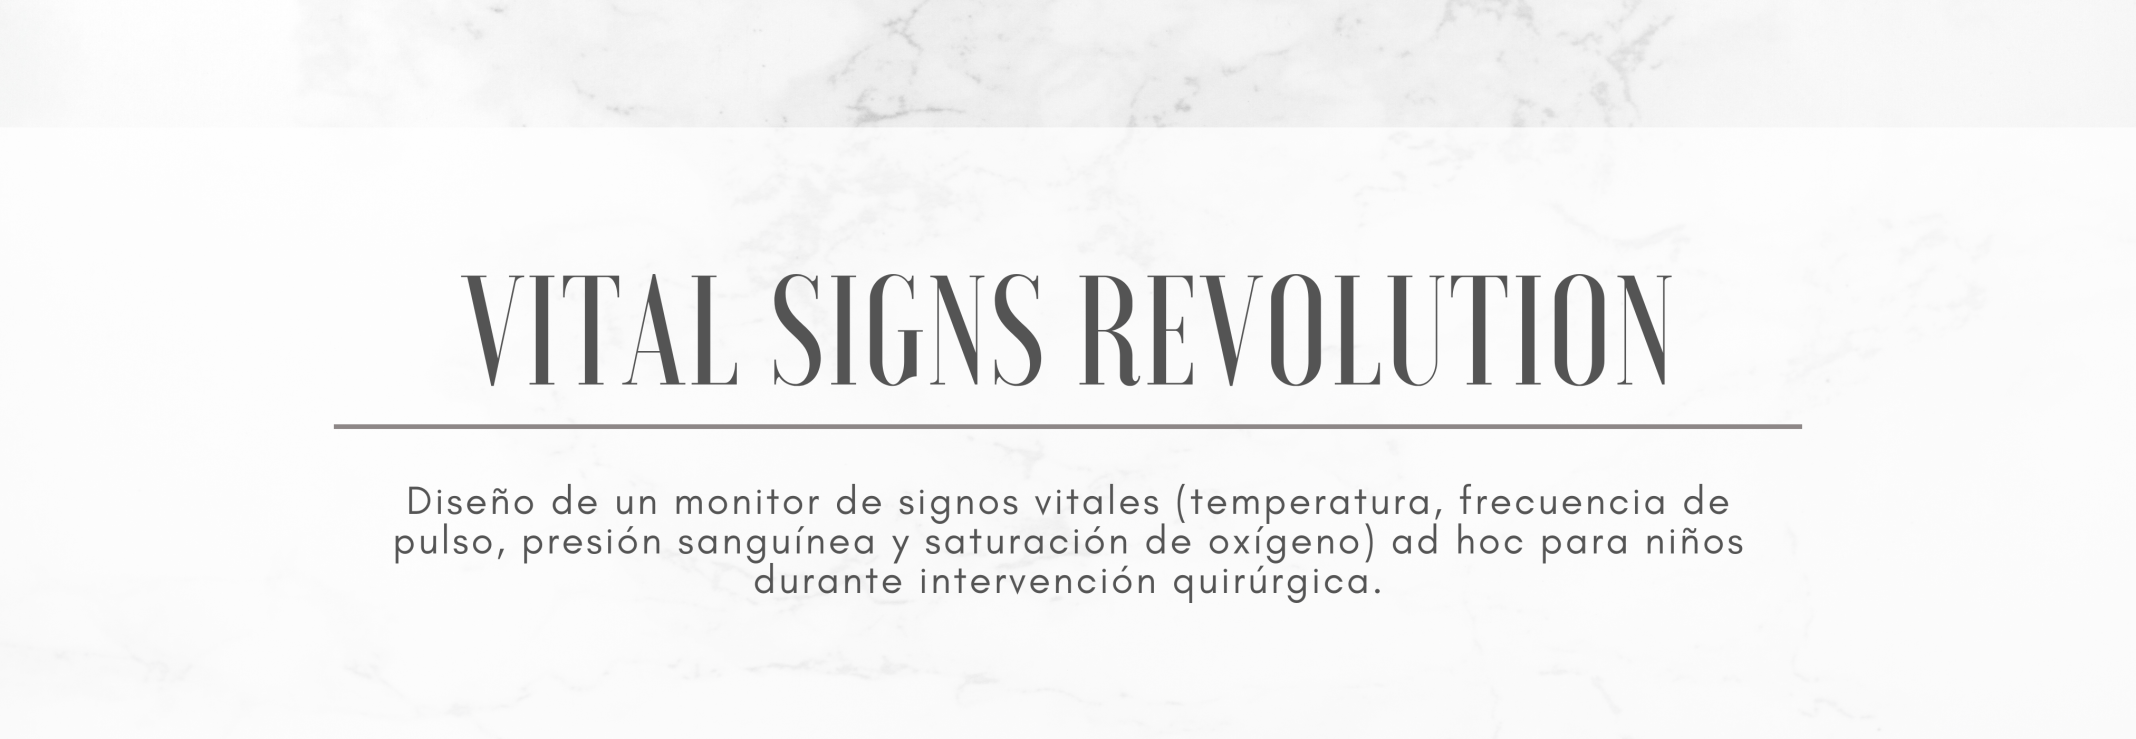 VITAL SIGNS REVOLUTION
Diseño de un monitor de signos vitales (temperatura, frecuencia de
pulso, presión sanguínea y saturación de oxígeno) ad hoc para niños
durante intervención quirúrgica.